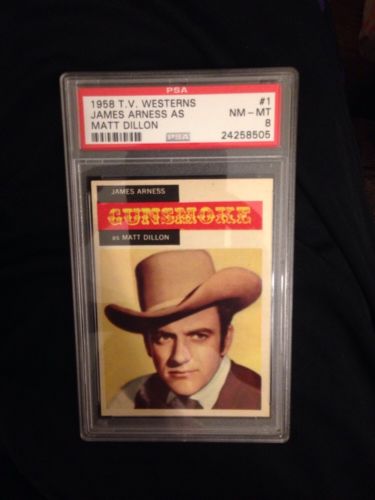 PSA
1958 T.V. WESTERNS #1
JAMES ARNESS AS NM - MT
MATT DILLON PSA 8
24258505
JAMES ARNESS
GUNSMOKE
as MATT DILLON